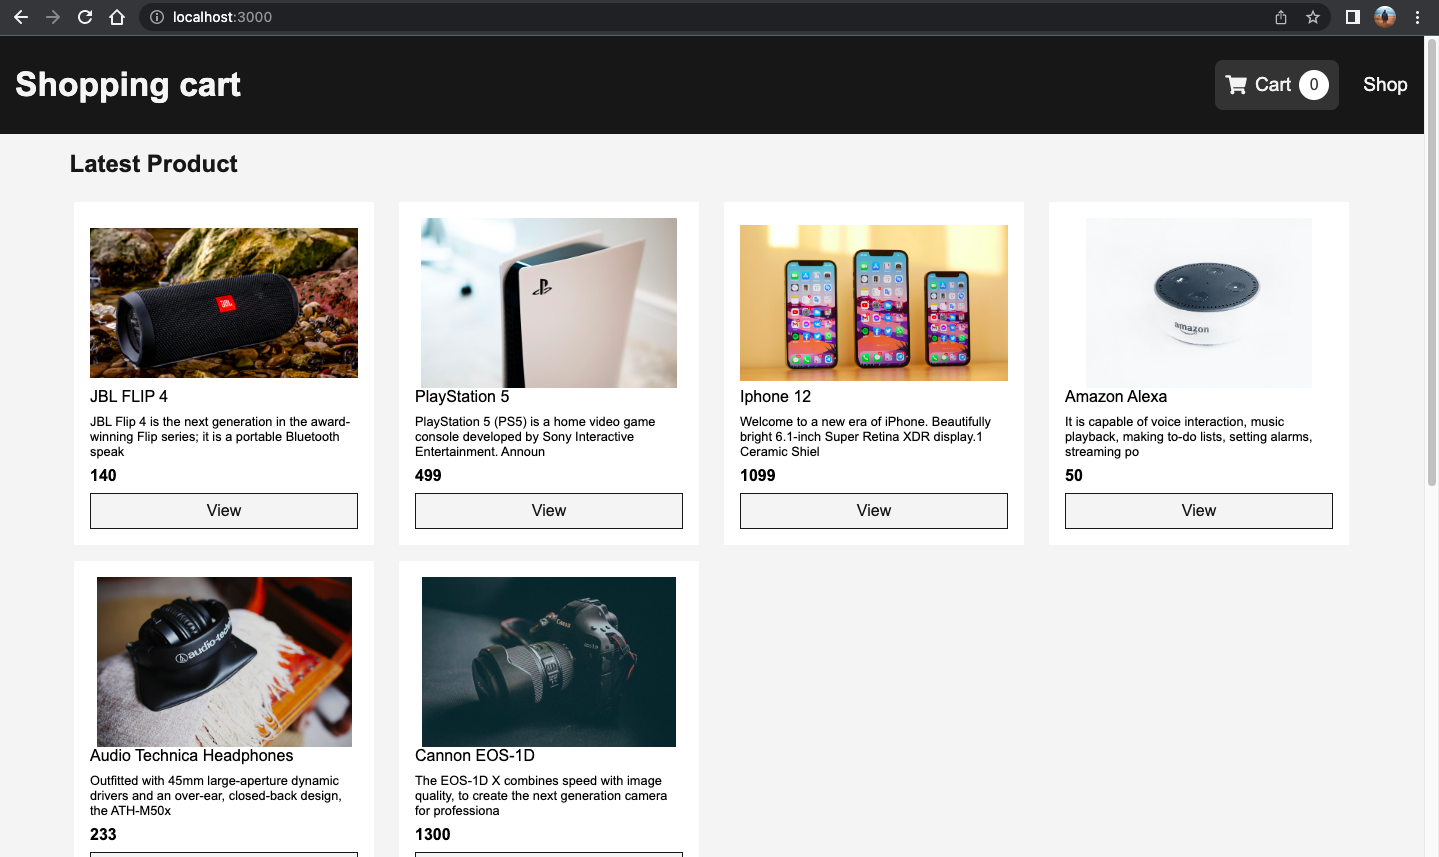 localhost:3000
Shopping cart
Cart 0
Shop
Latest Product
JBL
amazon
JBL FLIP 4
JBL Flip 4 is the next generation in the award-
winning Flip series; it is a portable Bluetooth
speak
140
View
PlayStation 5
PlayStation 5 (PS5) is a home video game
console developed by Sony Interactive
Entertainment. Announ
499
View
Iphone 12
Welcome to a new era of iPhone. Beautifully
bright 6.1-inch Super Retina XDR display.1
Ceramic Shiel
1099
View
Amazon Alexa
It is capable of voice interaction, music
playback, making to-do lists, setting alarms,
streaming po
50
View
audio-tech
Canon
Audio Technica Headphones
Outfitted with 45mm large-aperture dynamic
drivers and an over-ear, closed-back design,
the ATH-M50x
233
Cannon EOS-1D
The EOS-1D X combines speed with image
quality, to create the next generation camera
for professiona
1300